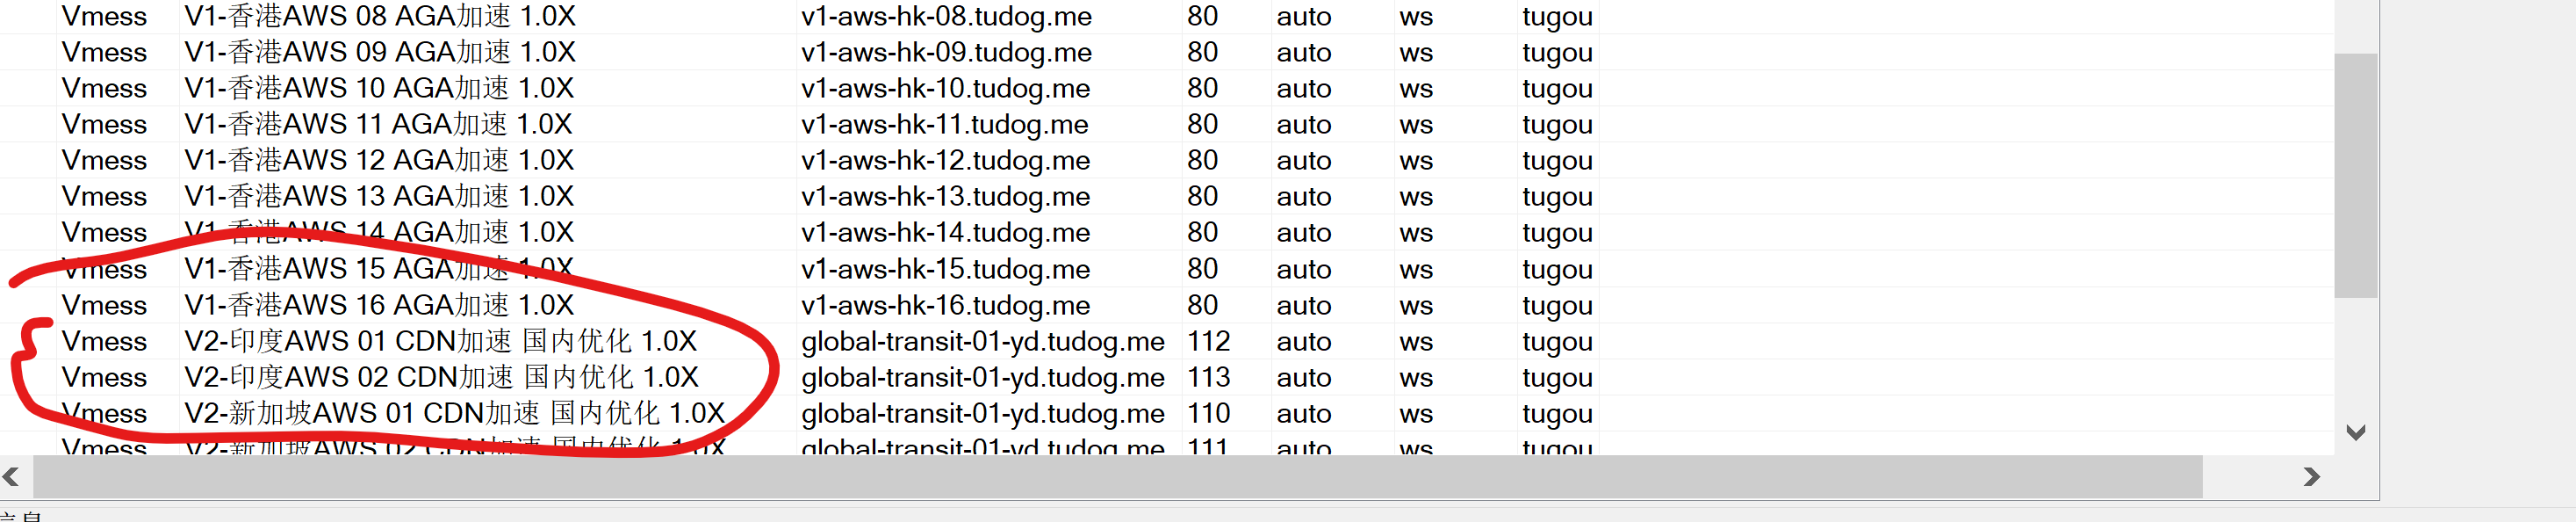 Vmess V1-香港AWS 08 AGA加速 1.0X v1-aws-hk-08.tudog.me 80 auto ws tugou
Vmess V1-香港AWS 09 AGA加速 1.0X v1-aws-hk-09.tudog.me 80 auto ws tugou
Vmess V1-香港AWS 10 AGA加速 1.0X v1-aws-hk-10.tudog.me 80 auto ws tugou
Vmess V1-香港AWS 11 AGA加速 1.0X v1-aws-hk-11.tudog.me 80 auto ws tugou
Vmess V1-香港AWS 12 AGA加速 1.0X v1-aws-hk-12.tudog.me 80 auto ws tugou
Vmess V1-香港AWS 13 AGA加速 1.0X v1-aws-hk-13.tudog.me 80 auto ws tugou
Vmess V1-香港AWS 14 AGA加速 1.0X v1-aws-hk-14.tudog.me 80 auto ws tugou
Vmess V1-香港AWS 15 AGA加速 1.0X v1-aws-hk-15.tudog.me 80 auto ws tugou
Vmess V1-香港AWS 16 AGA加速 1.0X v1-aws-hk-16.tudog.me 80 auto ws tugou
Vmess V2-印度AWS 01 CDN加速 国内优化 1.0X global-transit-01-yd.tudog.me 112 auto ws tugou
Vmess V2-印度AWS 02 CDN加速 国内优化 1.0X global-transit-01-yd.tudog.me 113 auto ws tugou
Vmess V2-新加坡AWS 01 CDN加速 国内优化 1.0X global-transit-01-yd.tudog.me 110 auto ws tugou
Vmess V2-新加坡AWS 02 CDN加速 国内优化 1.0X global-transit-01-yd.tudog.me 111 auto ws tugou
信息